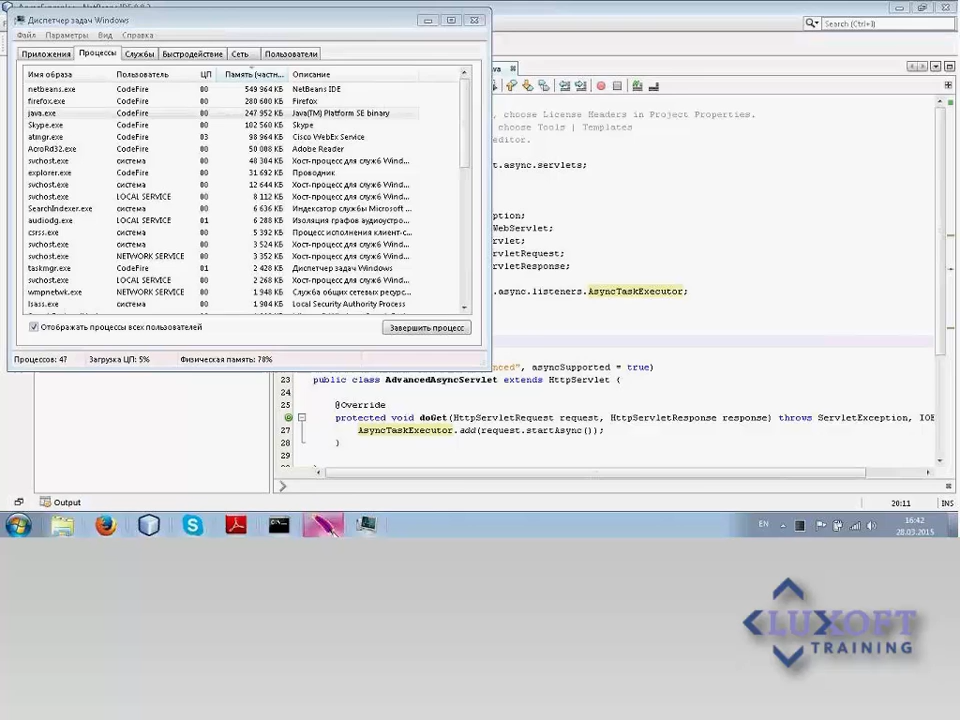 Диспетчер задач Windows
Файл Параметры Вид Справка
Search (Ctrl+I)
Приложения Процессы Службы Быстродействие Сеть Пользователи
Имя образа Пользователь ЦП Память (частн... Описание
netbeans.exe CodeFire 00 549 964 КБ NetBeans IDE
firefox.exe CodeFire 00 280 600 КБ Firefox
java.exe CodeFire 00 247 952 КБ Java(TM) Platform SE binary
Skype.exe CodeFire 00 102 560 КБ Skype
atmgr.exe CodeFire 03 98 964 КБ Cisco WebEx Service
AcroRd32.exe CodeFire 00 50 008 КБ Adobe Reader
svchost.exe система 00 48 304 КБ Хост-процесс для служб Wind...
explorer.exe CodeFire 00 31 692 КБ Проводник
svchost.exe система 00 12 644 КБ Хост-процесс для служб Wind...
svchost.exe LOCAL SERVICE 00 8 112 КБ Хост-процесс для служб Wind...
SearchIndexer.exe система 00 6 636 КБ Индексатор службы Microsoft ...
audiodg.exe LOCAL SERVICE 01 6 288 КБ Изоляция графов аудиоустро...
csrss.exe система 00 5 392 КБ Процесс исполнения клиент-с...
svchost.exe система 00 3 524 КБ Хост-процесс для служб Wind...
svchost.exe NETWORK SERVICE 00 3 352 КБ Хост-процесс для служб Wind...
taskmgr.exe CodeFire 01 2 428 КБ Диспетчер задач Windows
svchost.exe LOCAL SERVICE 00 2 268 КБ Хост-процесс для служб Wind...
wmpnetwk.exe NETWORK SERVICE 00 1 984 КБ Служба общих сетевых ресурс...
lsass.exe система 00 1 904 КБ Local Security Authority Process
Отображать процессы всех пользователей
Завершить процесс
Процессов: 47 Загрузка ЦП: 5% Физическая память: 78%
, choose License Headers in Project Properties.
choose Tools | Templates
editor.
t.async.servlets;
ption;
WebServlet;
rvlet;
rvletRequest;
rvletResponse;
.async.listeners.AsyncTaskExecutor;
nced", asyncSupported = true)
23 public class AdvancedAsyncServlet extends HttpServlet {
24
25 @Override
protected void doGet(HttpServletRequest request, HttpServletResponse response) throws ServletException, IOE
27 AsyncTaskExecutor.add(request.startAsync());
28 }
29
Output
20:11 INS
EN
16:42
28.03.2015
LUXOFT
TRAINING